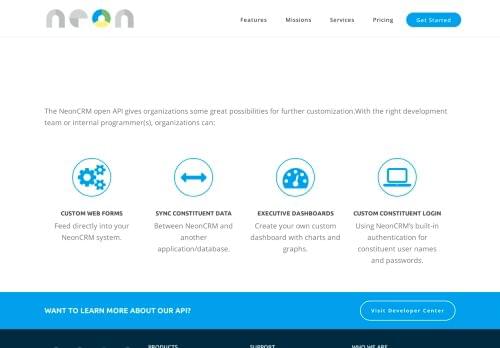 neon
Features Missions Services Pricing Get Started
The NeonCRM open API gives organizations some great possibilities for further customization.With the right development
team or internal programmer(s), organizations can:
CUSTOM WEB FORMS
Feed directly into your
NeonCRM system.
SYNC CONSTITUENT DATA
Between NeonCRM and
another
application/database.
EXECUTIVE DASHBOARDS
Create your own custom
dashboard with charts and
graphs.
CUSTOM CONSTITUENT LOGIN
Using NeonCRM's built-in
authentication for
constituent user names
and passwords.
WANT TO LEARN MORE ABOUT OUR API?
Visit Developer Center
PRODUCTS SUPPORT WHO WE ARE